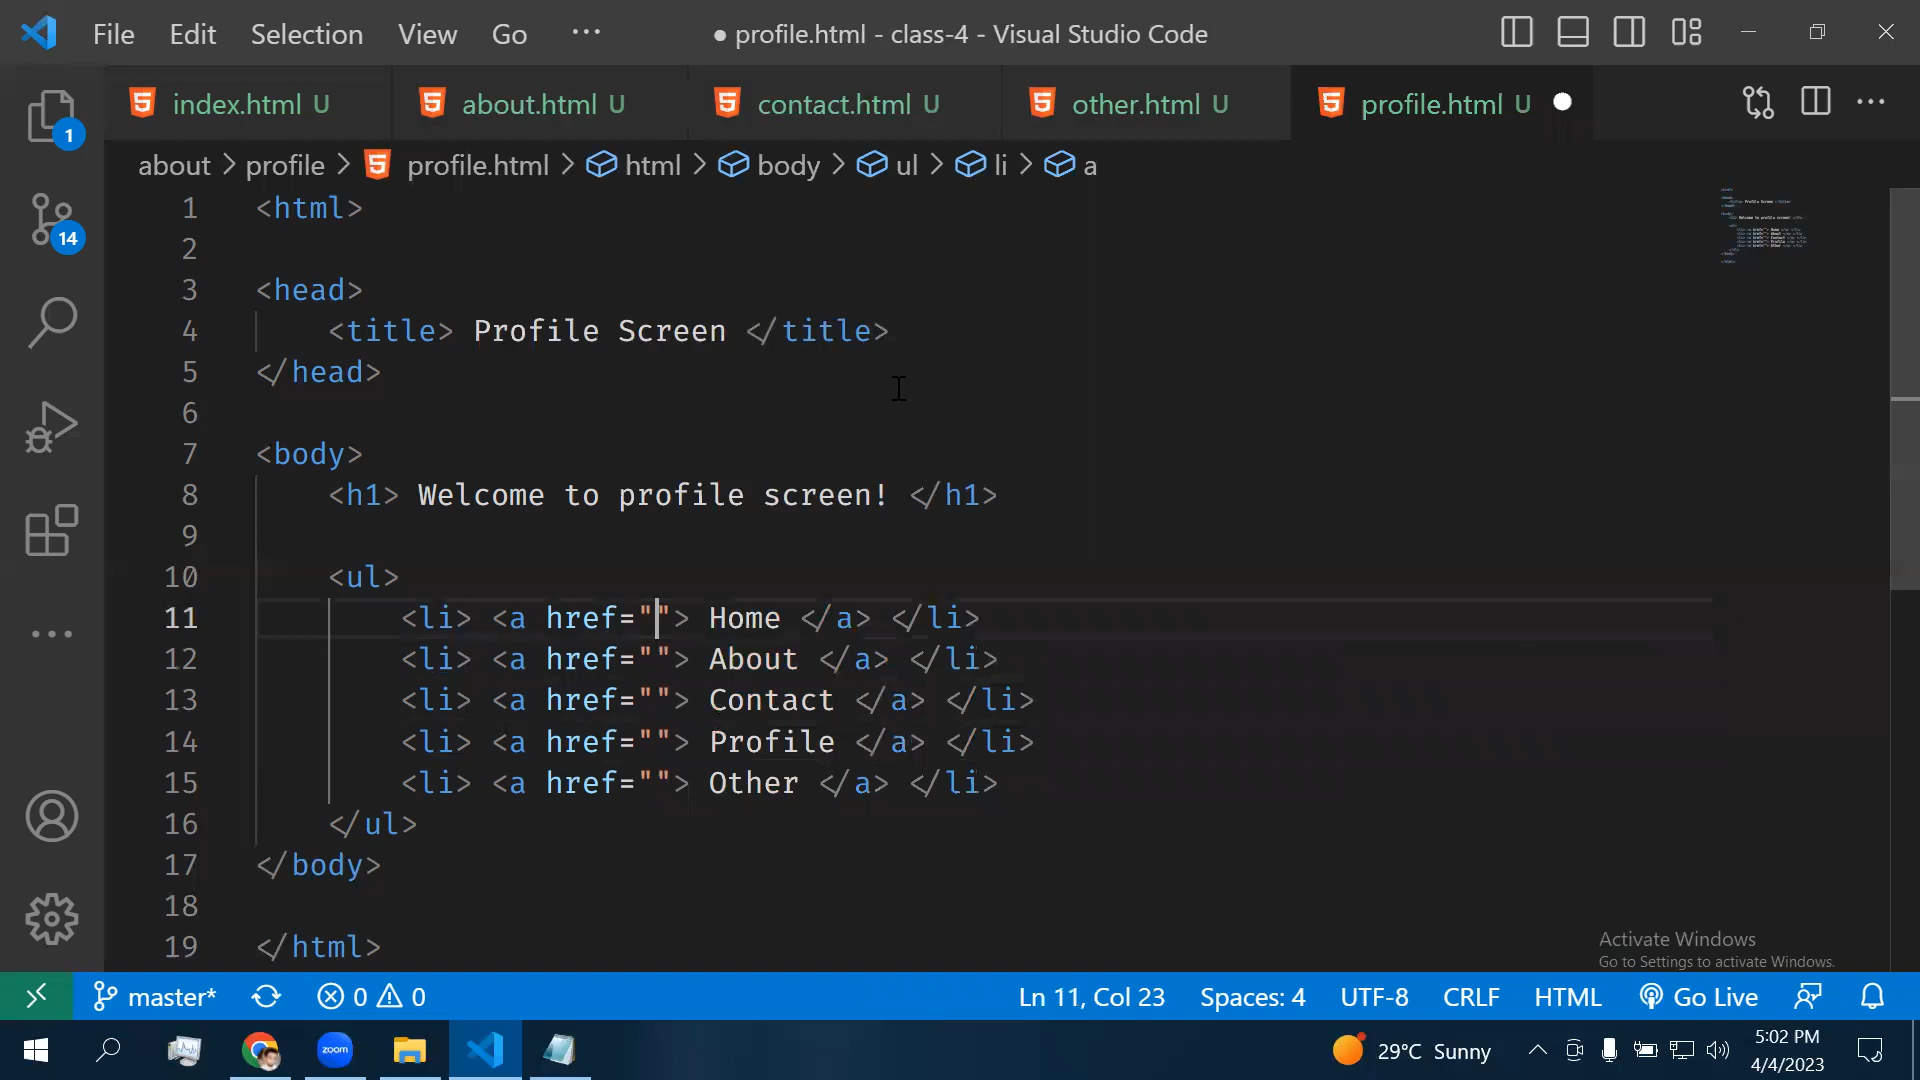 File Edit Selection View Go ··· ● profile.html - class-4 - Visual Studio Code
index.html U about.html U contact.html U other.html U profile.html U
about > profile > profile.html > html > body > ul > li > a
1 <html>
2
3 <head>
4 <title> Profile Screen </title>
5 </head>
6
7 <body>
8 <h1> Welcome to profile screen! </h1>
9
10 <ul>
11 <li> <a href=""> Home </a> </li>
12 <li> <a href=""> About </a> </li>
13 <li> <a href=""> Contact </a> </li>
14 <li> <a href=""> Profile </a> </li>
15 <li> <a href=""> Other </a> </li>
16 </ul>
17 </body>
18
19 </html>
1
14
Activate Windows
Go to Settings to activate Windows.
master* 0 0 Ln 11, Col 23 Spaces: 4 UTF-8 CRLF HTML Go Live
zoom 29°C Sunny 5:02 PM
4/4/2023